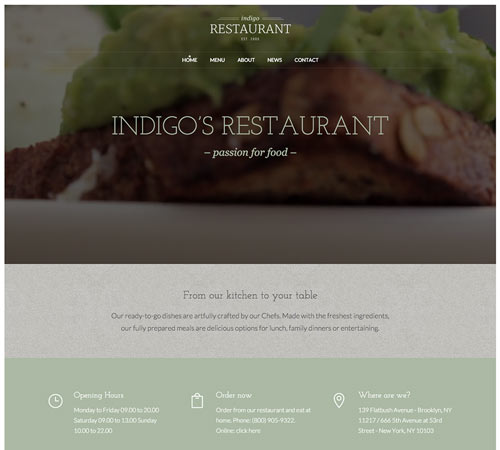 indigo
RESTAURANT
HOME MENU ABOUT NEWS CONTACT
INDIGO'S RESTAURANT
– passion for food –
From our kitchen to your table
Our ready-to-go dishes are artfully crafted by our Chefs. Made with the freshest ingredients,
our fully prepared meals are delicious options for lunch, family dinners or entertaining.
Opening Hours
Monday to Friday 09.00 to 20.00
Saturday 09.00 to 13.00 Sunday
10.00 to 22.00
Order now
Order from our restaurant and eat at
home. Phone: (800) 905-9322.
Online: click here
Where are we?
139 Flatbush Avenue - Brooklyn, NY
11217 / 666 5th Avenue at 53rd
Street - New York, NY 10103